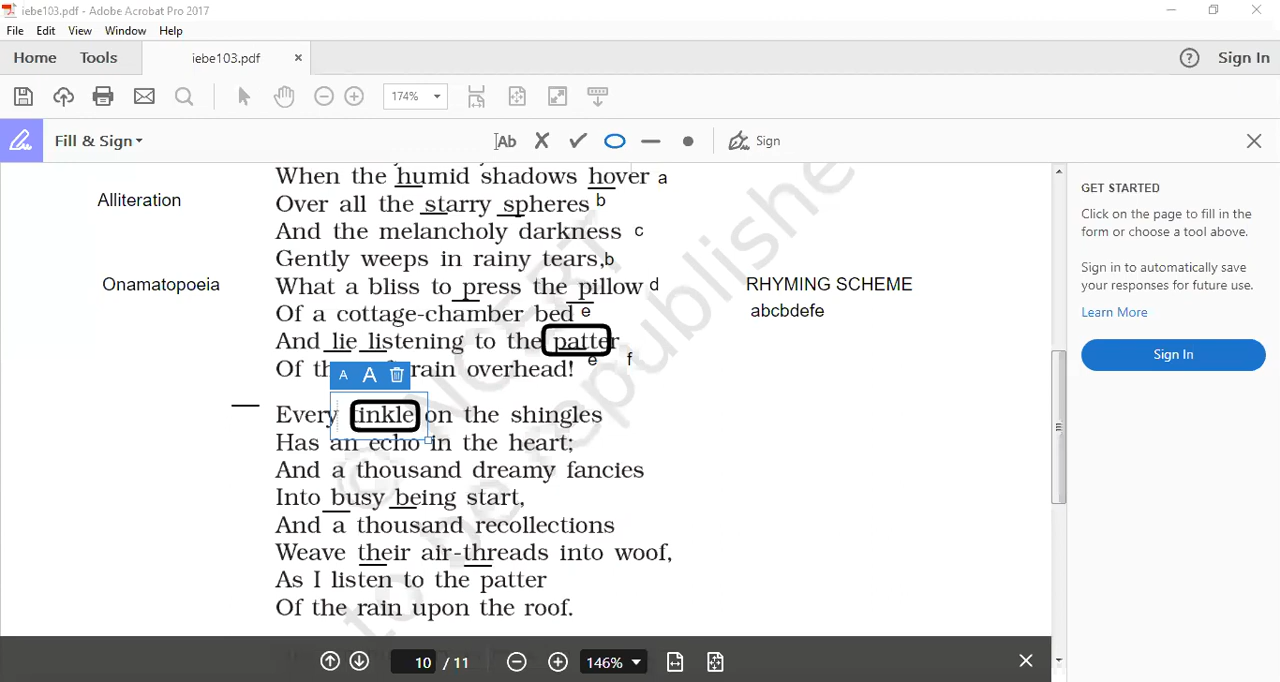 iebe103.pdf - Adobe Acrobat Pro 2017
File Edit View Window Help
Home Tools iebe103.pdf × ? Sign In
174%
Fill & Sign Ab Sign
When the humid shadows hover a
Alliteration
Over all the starry spheres b
And the melancholy darkness c
Gently weeps in rainy tears, b
Onamatopoeia
What a bliss to press the pillow d
Of a cottage-chamber bed e
And lie listening to the patter
f
Of the rain overhead! e
A A
Every tinkle on the shingles
Has an echo in the heart;
And a thousand dreamy fancies
Into busy being start,
And a thousand recollections
Weave their air-threads into woof,
As I listen to the patter
Of the rain upon the roof.
RHYMING SCHEME
abcbdefe
© NCERT
to be republished
GET STARTED
Click on the page to fill in the
form or choose a tool above.
Sign in to automatically save
your responses for future use.
Learn More
Sign In
10 / 11 146%